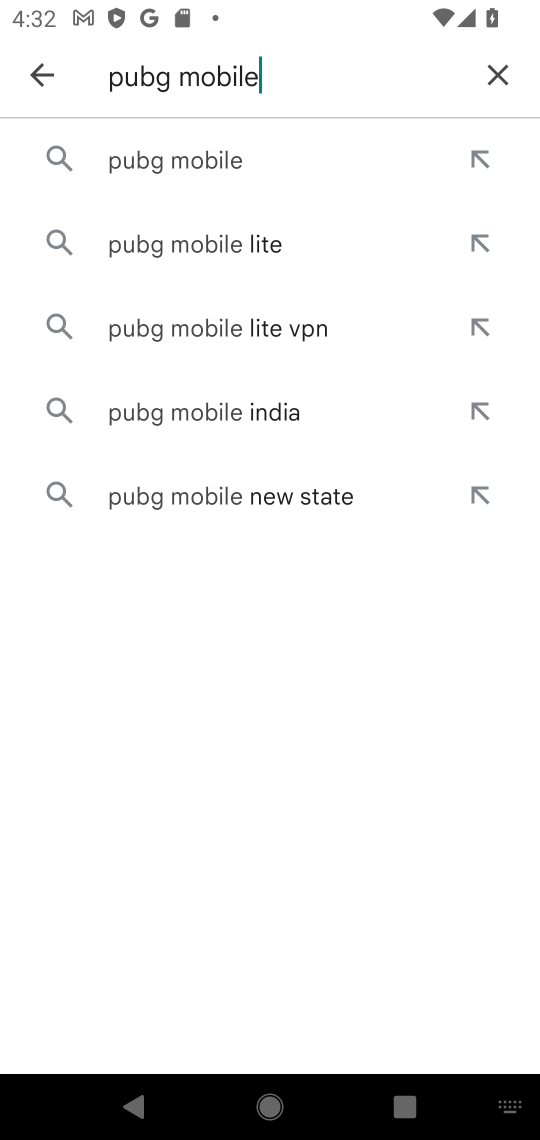 4:32
pubg mobile
pubg mobile
pubg mobile lite
pubg mobile lite vpn
pubg mobile india
pubg mobile new state